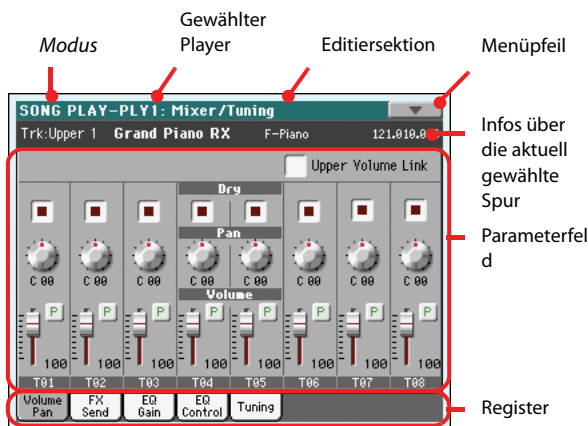 Modus
Gewählter
Player
Editiersektion
Menüpfeil
SONG PLAY-PLY1: Mixer/Tuning
Trk:Upper 1 Grand Piano RX F-Piano 121.010.0
Infos über
die aktuell
gewählte
Spur
Upper Volume Link
Dry
Parameterfel
d
Pan
C 00 C 00 C 00 C 00 C 00 C 00 C 00 C 00
Volume
P P P P P P P P
100 100 100 100 100 100 100 100
T01 T02 T03 T04 T05 T06 T07 T08
Volume Pan
FX Send
EQ Gain
EQ Control
Tuning
Register